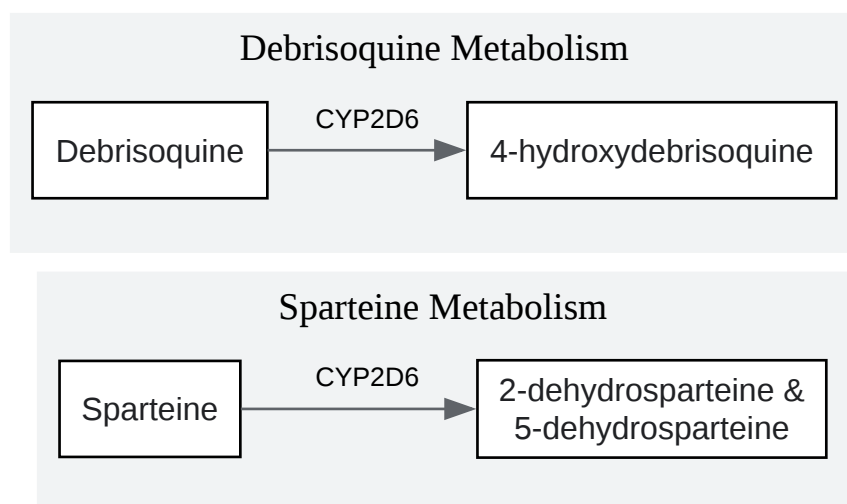 Debrisoquine Metabolism
CYP2D6
Debrisoquine
4-hydroxydebrisoquine
Sparteine Metabolism
CYP2D6
Sparteine
2-dehydrosparteine &
5-dehydrosparteine